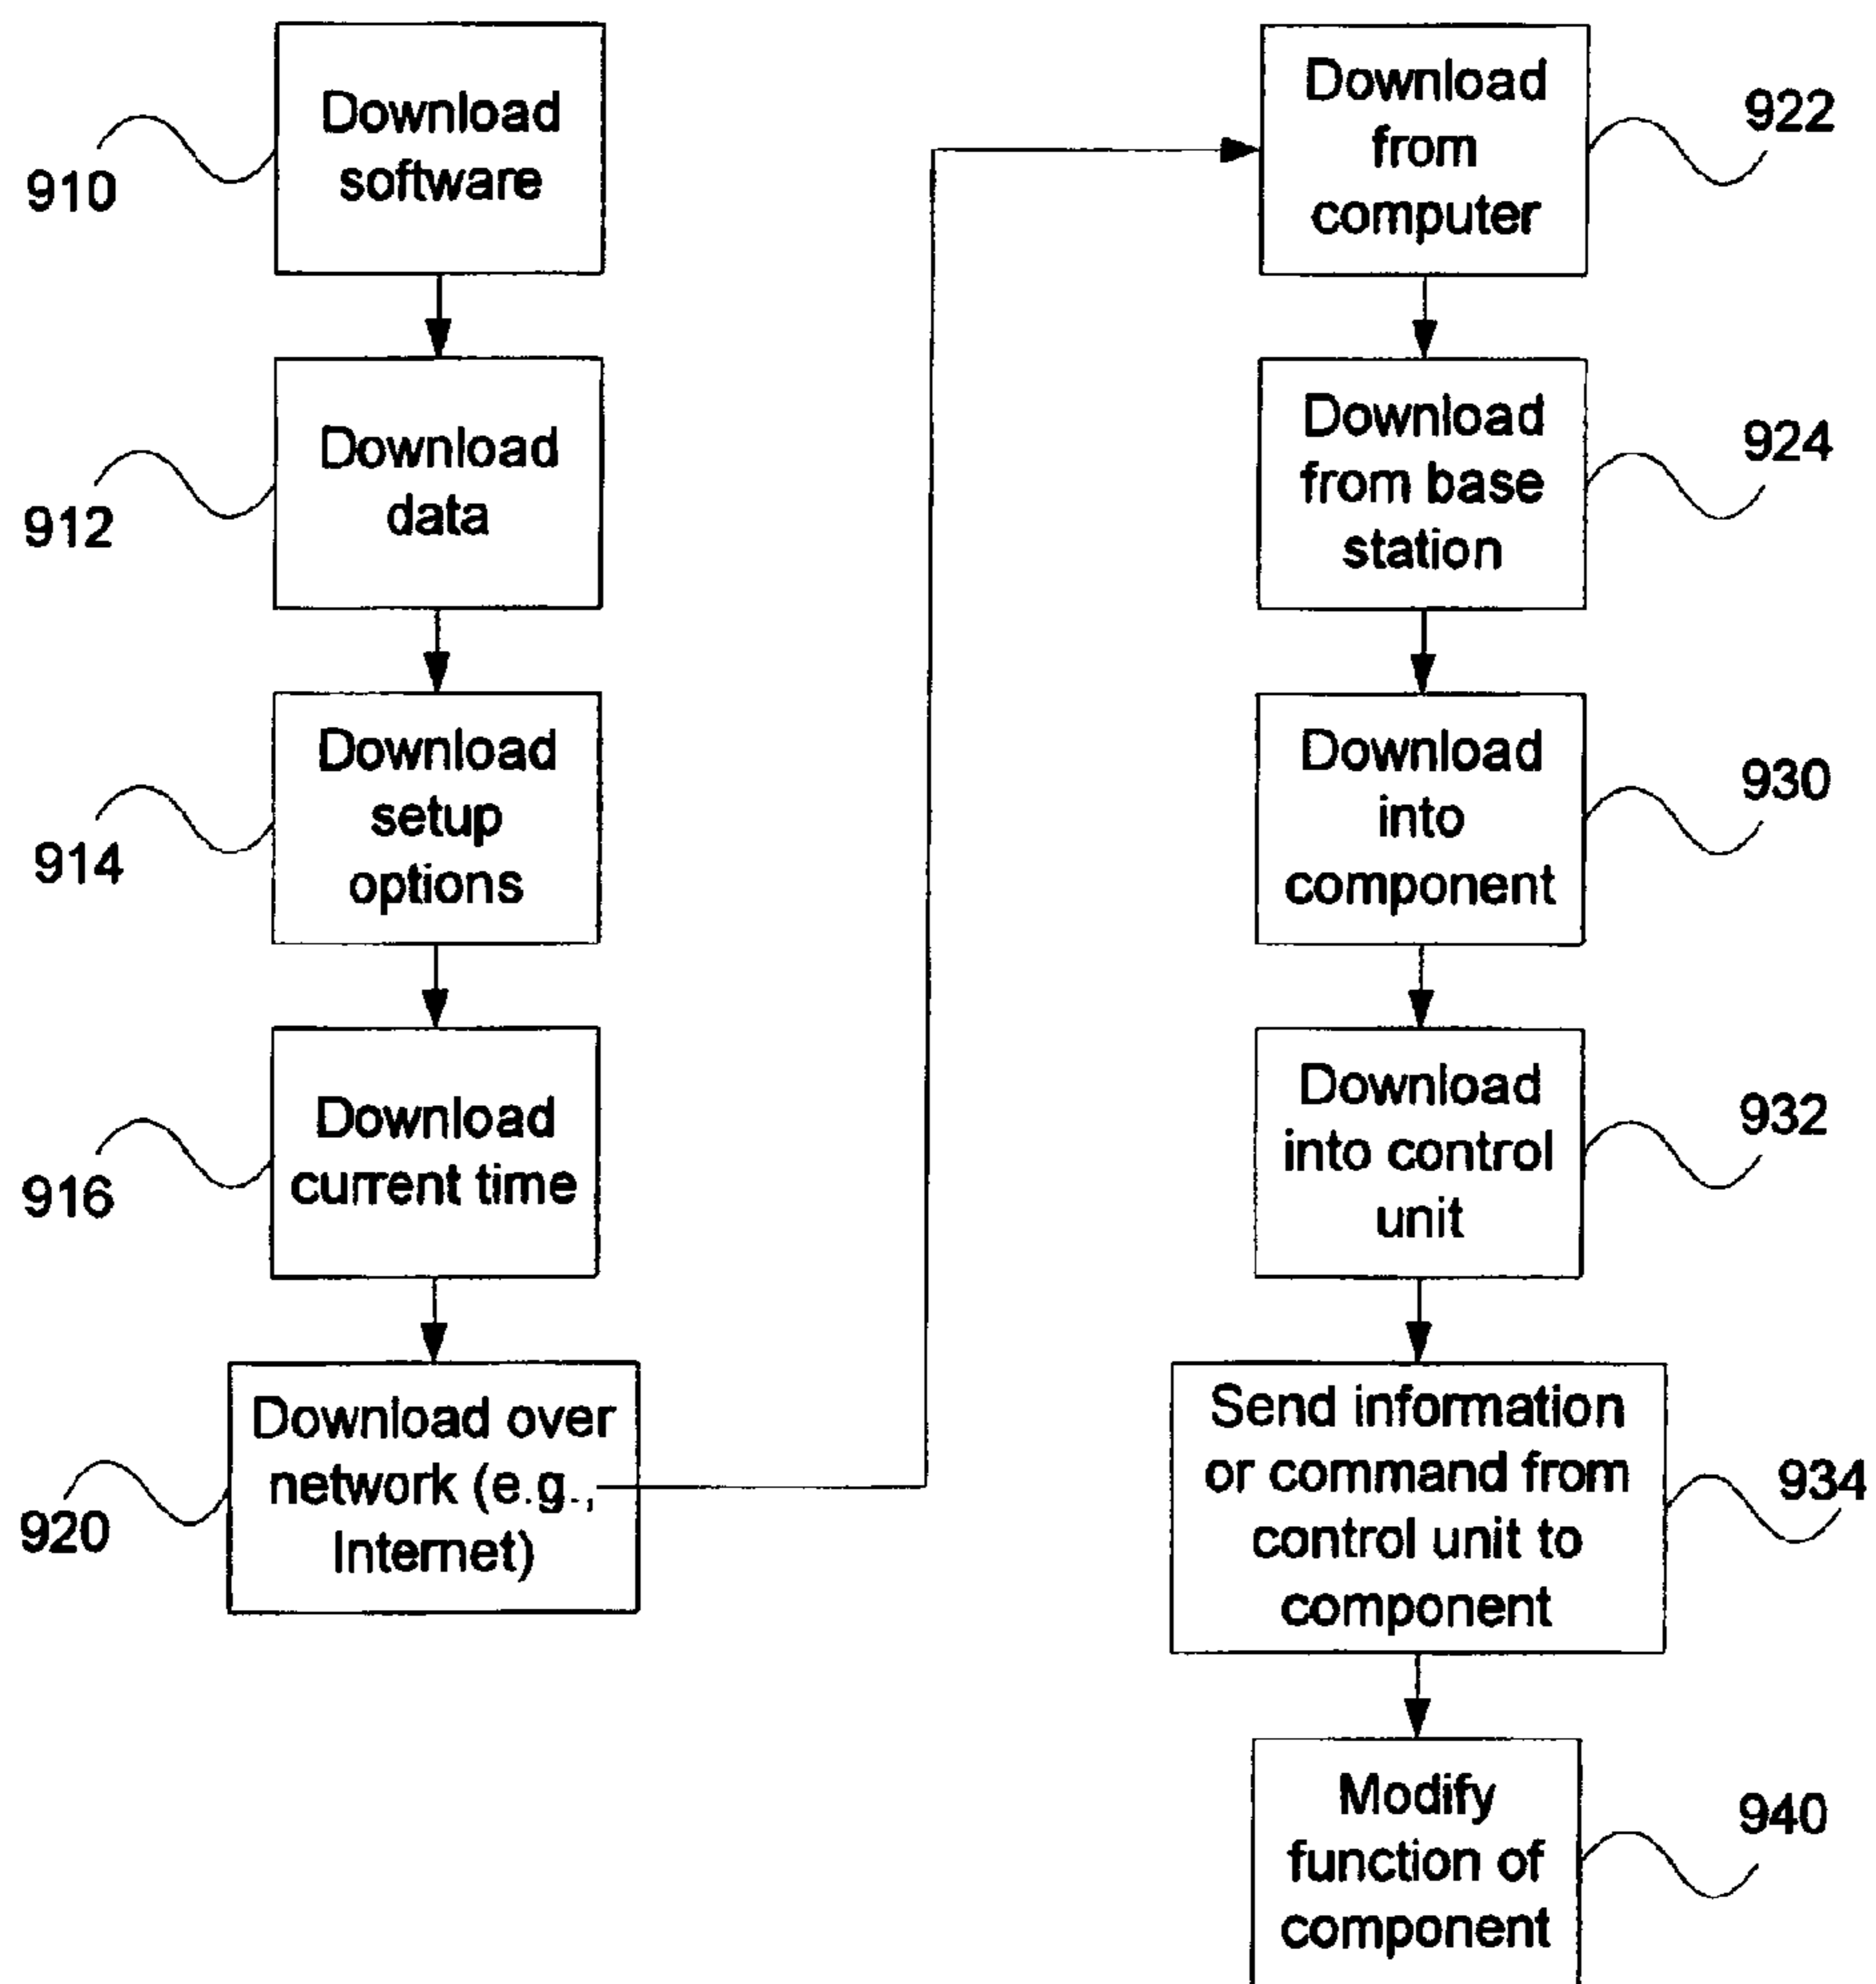 Download
software
910
Download
data
912
Download
setup
options
914
Download
current time
916
Download over
network (e.g.,
Internet)
920
Download
from
computer
922
Download
from base
station
924
Download
into
component
930
Download
into control
unit
932
Send information
or command from
control unit to
component
934
Modify
function of
component
940